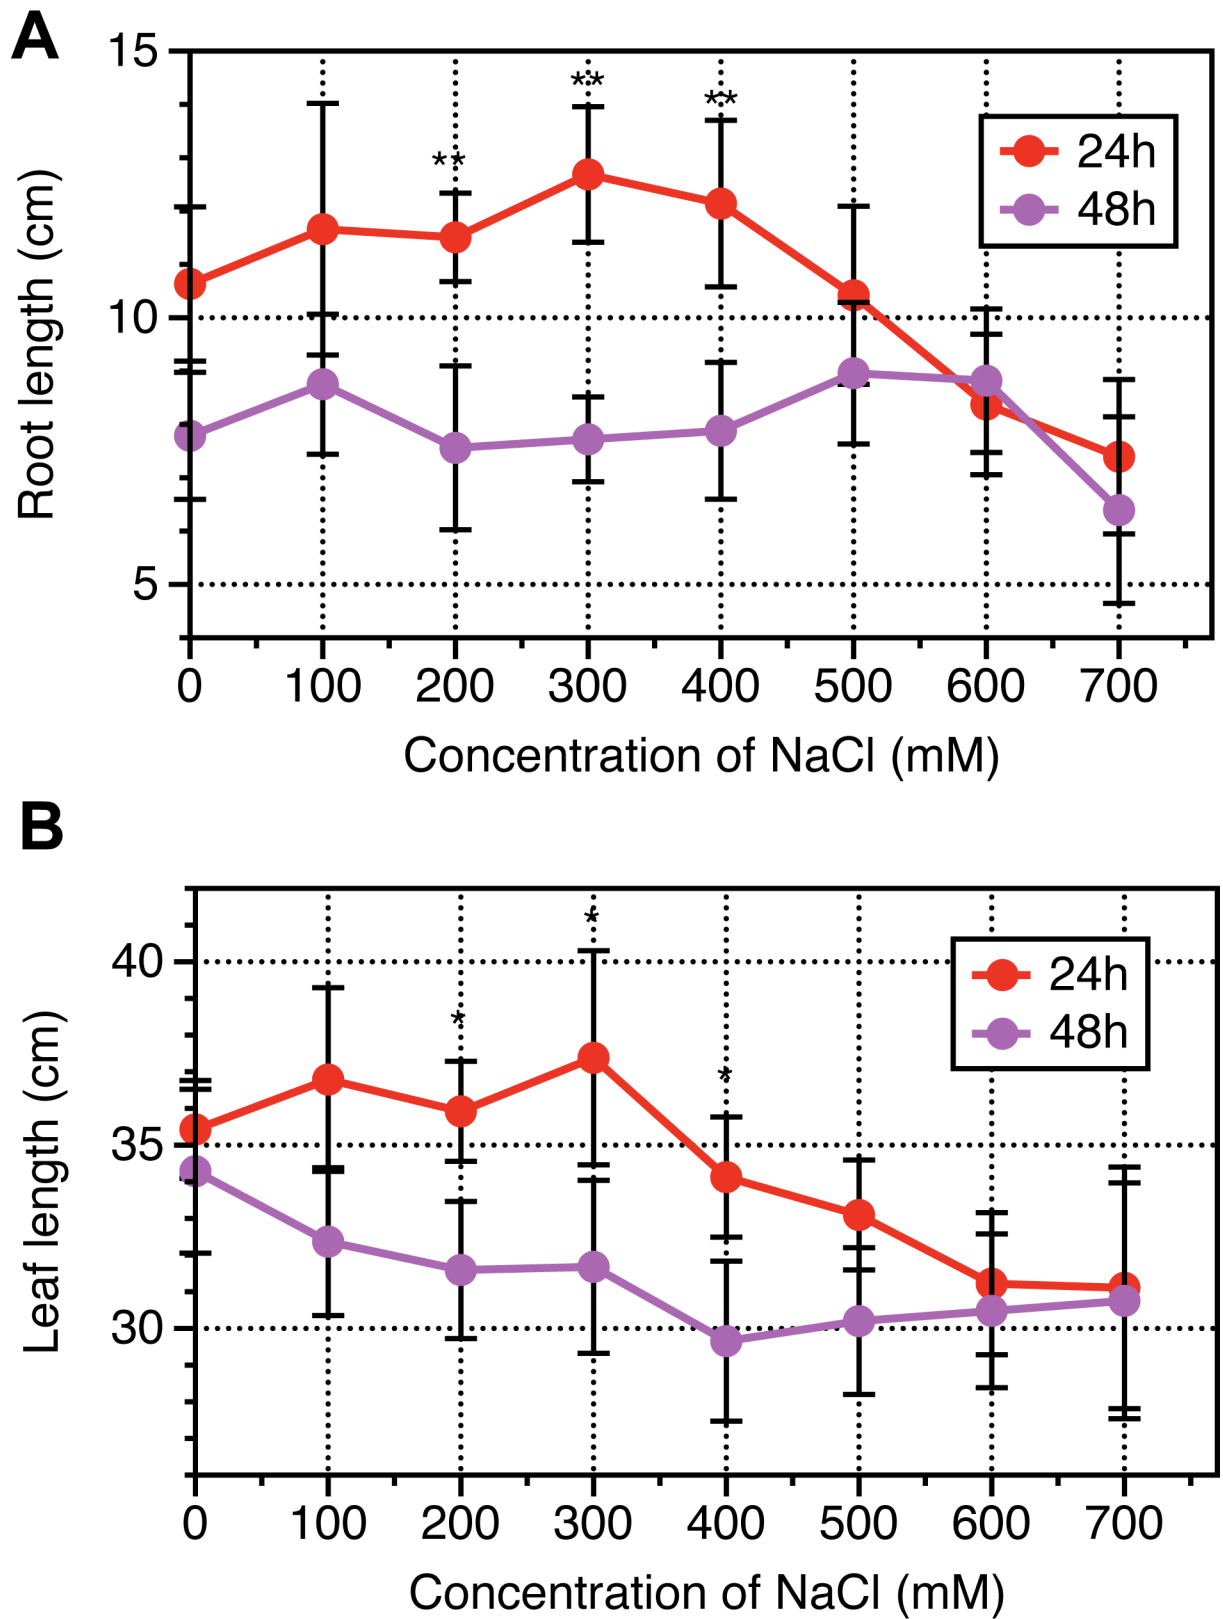 A
15
10
5
Root length (cm)
**
**
**
24h
48h
0 100 200 300 400 500 600 700
Concentration of NaCl (mM)
B
40
35
30
Leaf length (cm)
*
*
*
24h
48h
0 100 200 300 400 500 600 700
Concentration of NaCl (mM)